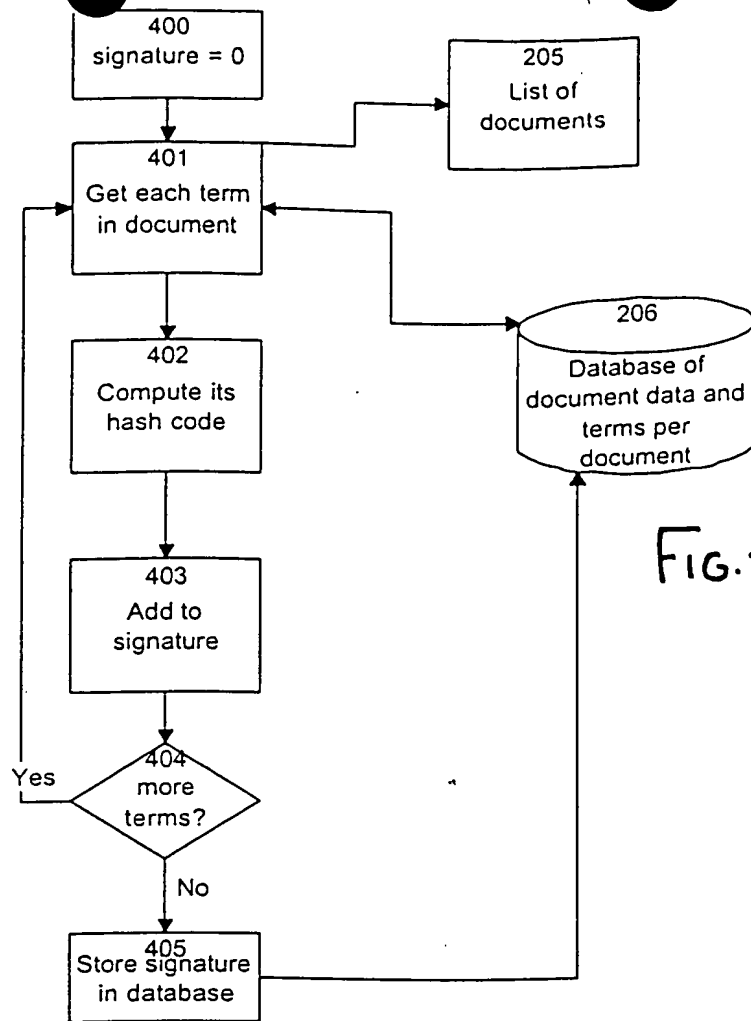 400
signature = 0
205
List of
documents
401
Get each term
in document
206
Database of
document data and
terms per
document
402
Compute its
hash code
403
Add to
signature
FIG.
404
more
terms?
Yes
No
405
Store signature
in database